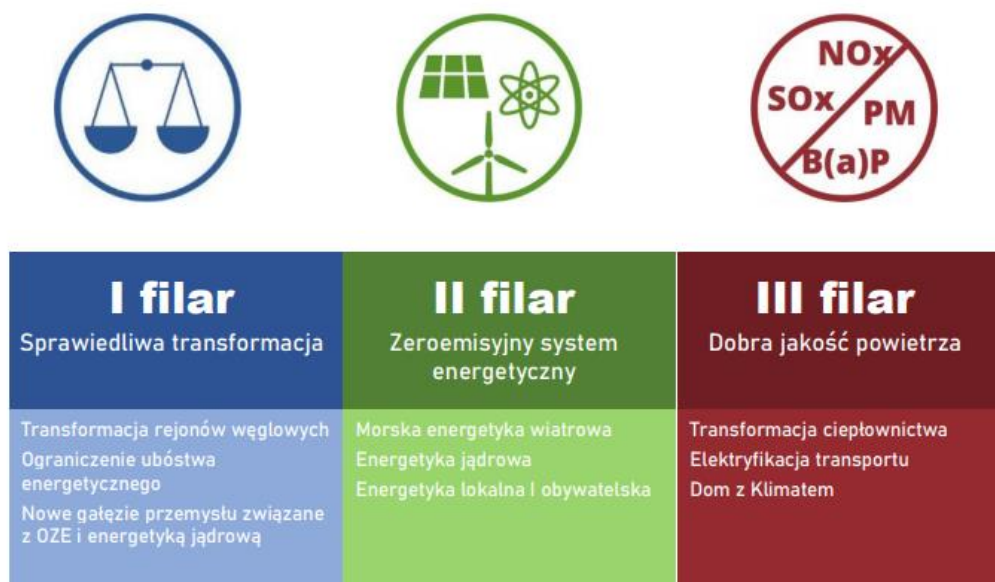 NOx
SOx
PM
B(a)P
I filar
Sprawiedliwa transformacja
Transformacja rejonów węglowych
Ograniczenie ubóstwa
energetycznego
Nowe gałęzie przemysłu związane
z OZE i energetyką jądrową
II filar
Zeroemisyjny system
energetyczny
Morska energetyka wiatrowa
Energetyka jądrowa
Energetyka lokalna I obywatelska
III filar
Dobra jakość powietrza
Transformacja ciepłownictwa
Elektryfikacja transportu
Dom z Klimatem